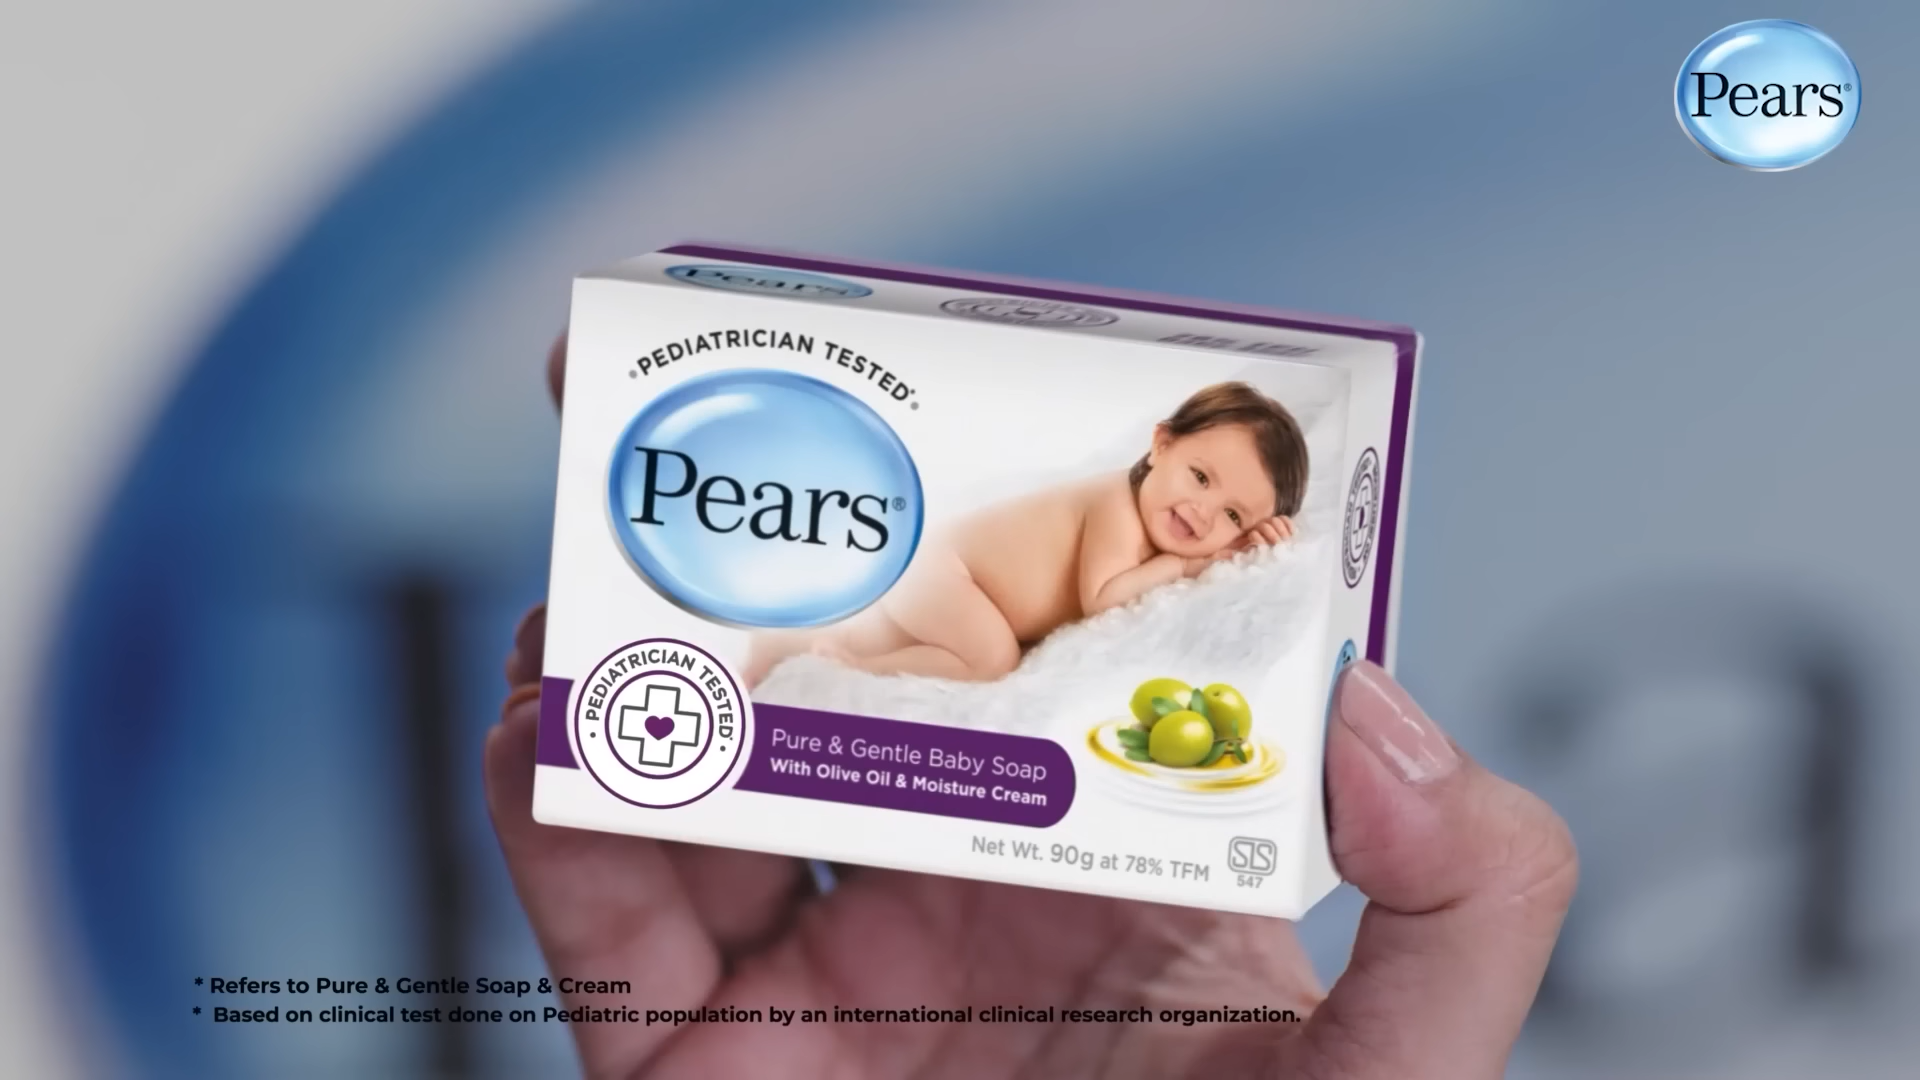 Pears®
Pears
PEDIATRICIAN TESTED*
Pears®
PEDIATRICIAN TESTED*
Pure & Gentle Baby Soap
With Olive Oil & Moisture Cream
Net Wt. 90g at 78% TFM
SLS
547
* Refers to Pure & Gentle Soap & Cream
* Based on clinical test done on Pediatric population by an international clinical research organization.